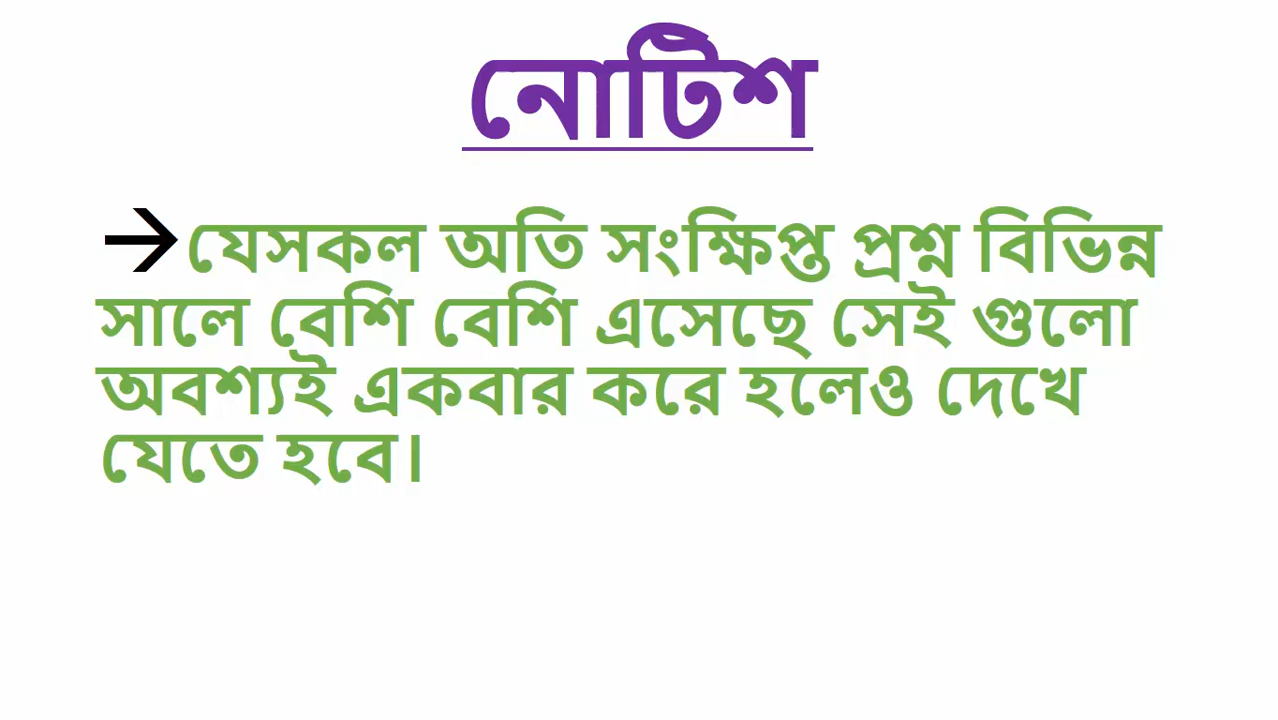 নোটিশ
→যেসকল অতি সংক্ষিপ্ত প্রশ্ন বিভিন্ন
সালে বেশি বেশি এসেছে সেই গুলো
অবশ্যই একবার করে হলেও দেখে
যেতে হবে।